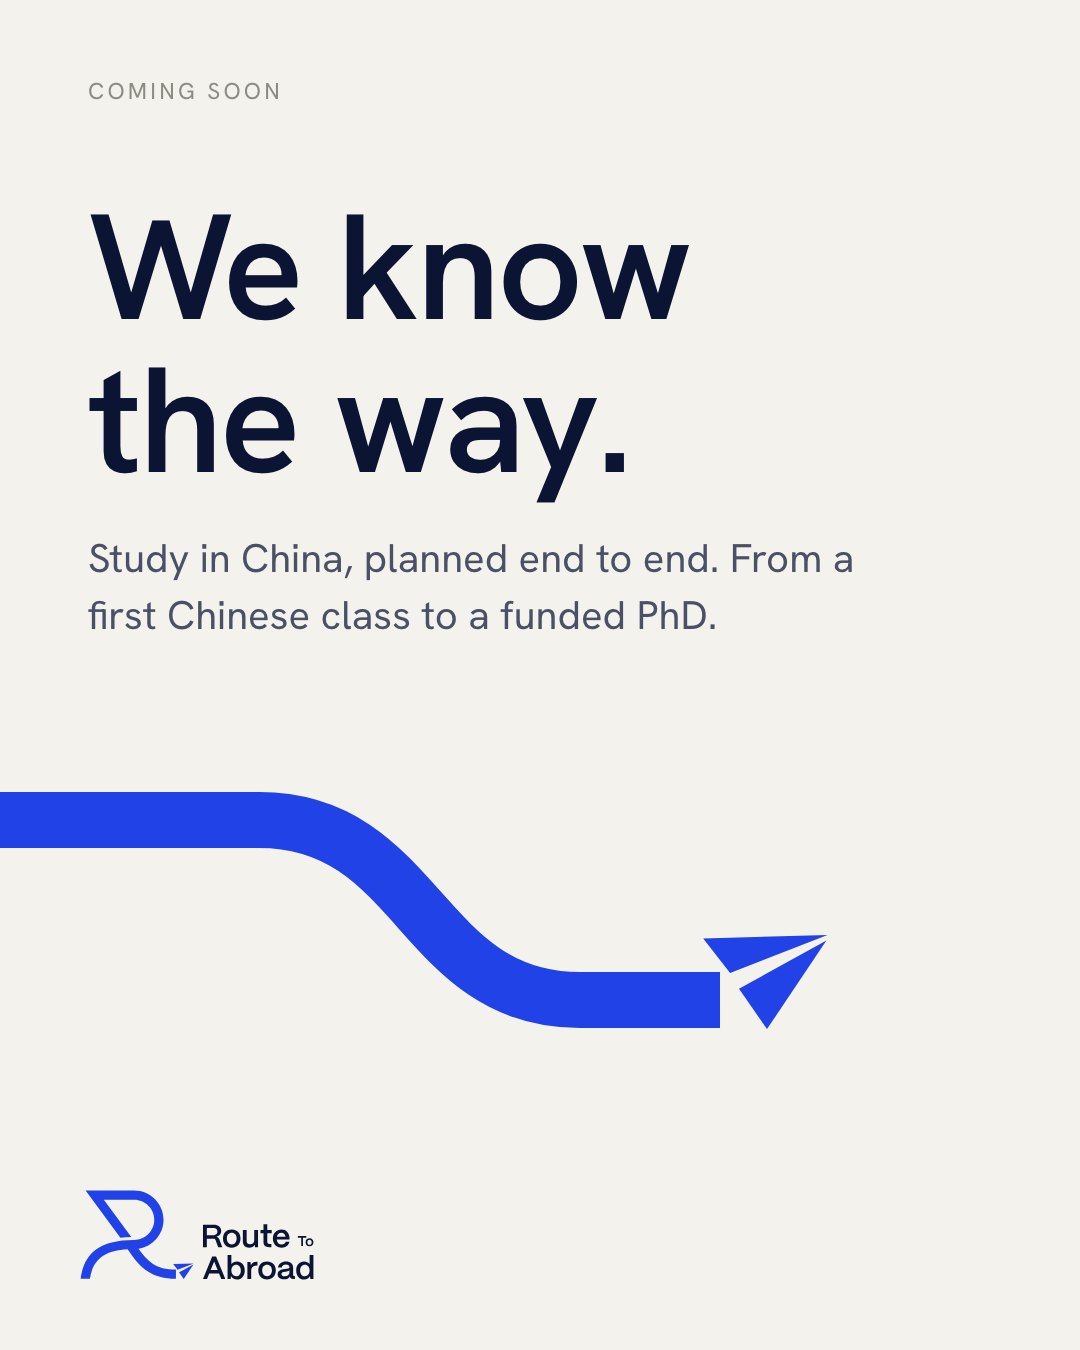 COMING SOON
We know
the way.
Study in China, planned end to end. From a
first Chinese class to a funded PhD.
Route To
Abroad